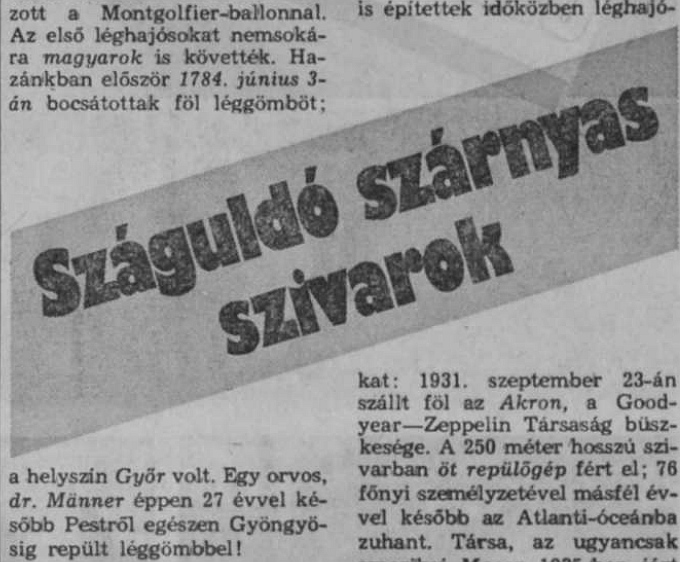 zott a Montgolfier-ballonnal.
Az első léghajósokat nemsoká-
ra magyarok is követték. Ha-
zánkban először 1784. június 3-
án bocsátottak föl léggömböt;
Száguldó szárnyas
szivarok
a helyszín Győr volt. Egy orvos,
dr. Männer éppen 27 évvel ké-
sőbb Pestről egészen Gyöngyö-
sig repült léggömbbel!
is építettek időközben léghajó-
kat: 1931. szeptember 23-án
szállt föl az Akron, a Good-
year—Zeppelin Társaság büsz-
kesége. A 250 méter hosszú szi-
varban öt repülőgép fért el; 76
főnyi személyzetével másfél év-
vel később az Atlanti-óceánba
zuhant. Társa, az ugyancsak